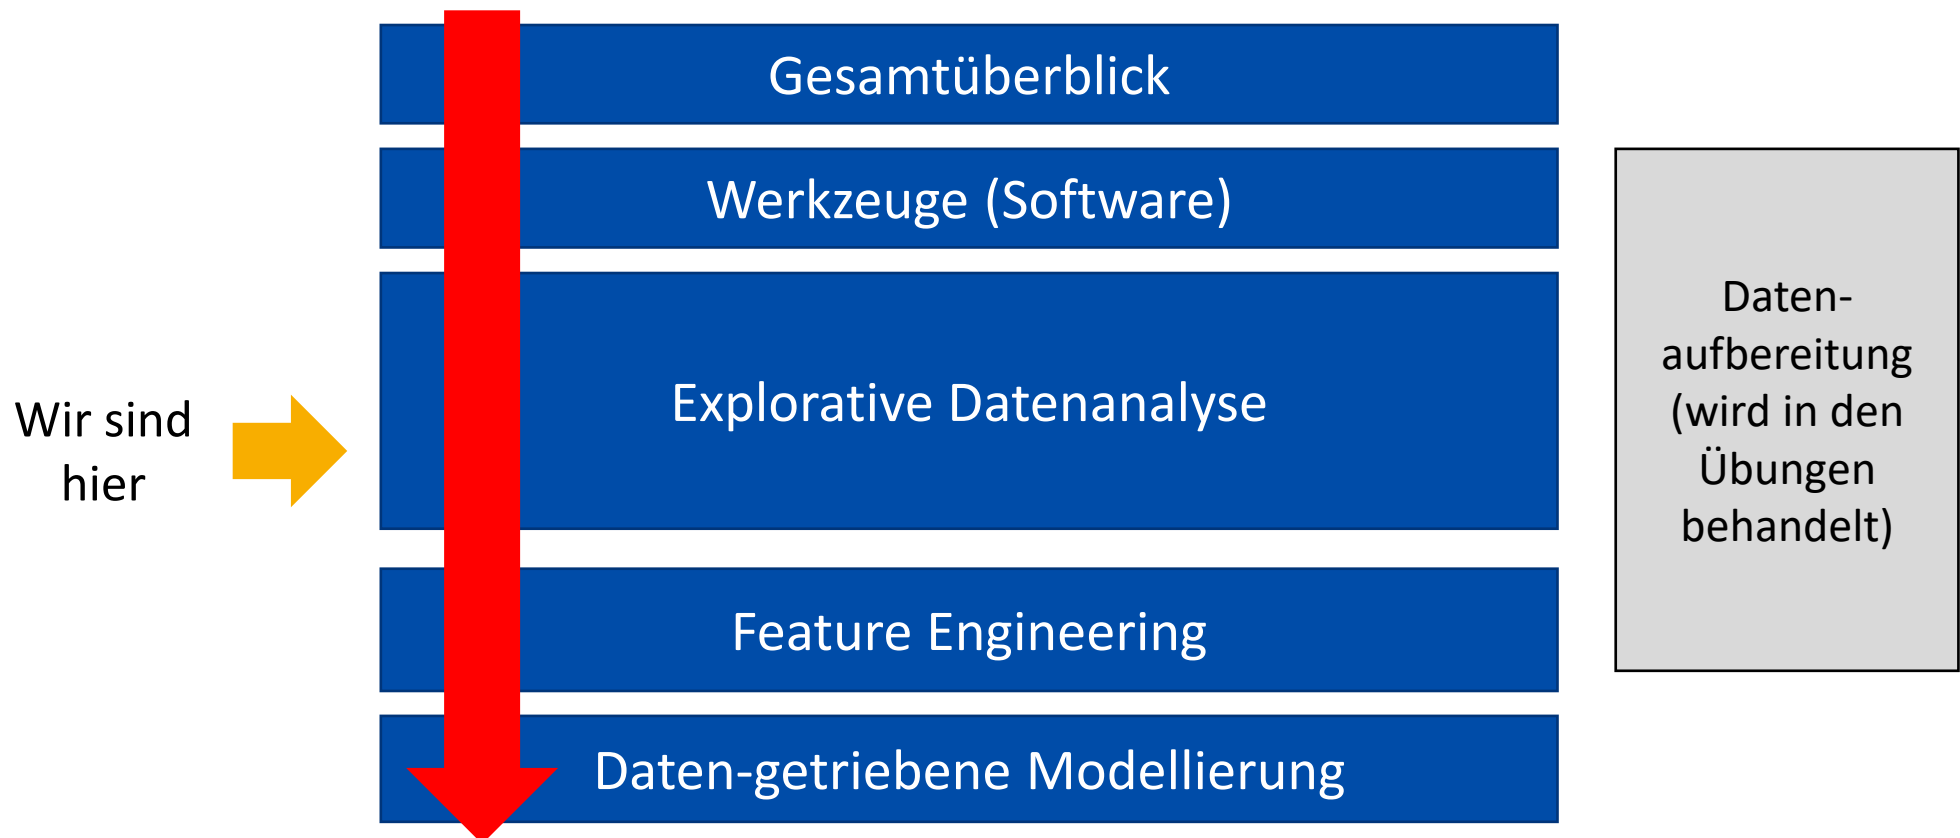 Gesamtüberblick
Werkzeuge (Software)
Explorative Datenanalyse
Wir sind
hier
Feature Engineering
Daten-getriebene Modellierung
Daten-
aufbereitung
(wird in den
Übungen
behandelt)